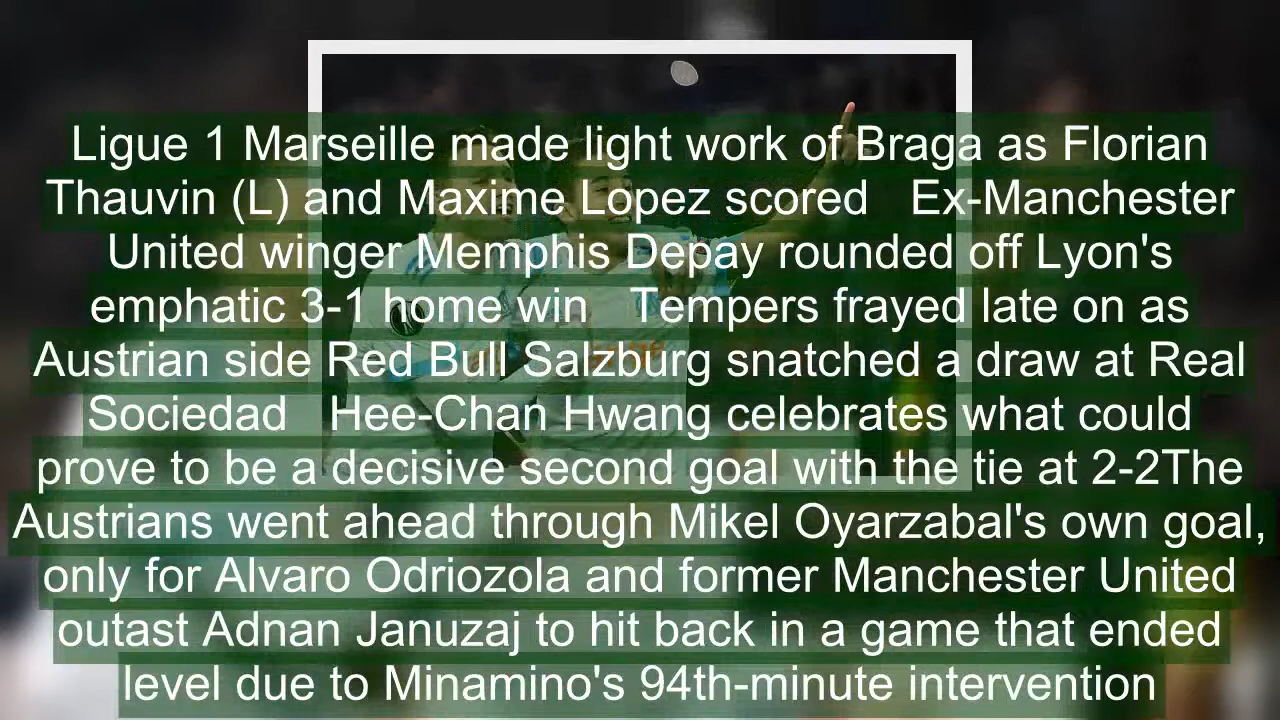 Ligue 1 Marseille made light work of Braga as Florian
Thauvin (L) and Maxime Lopez scored   Ex-Manchester
United winger Memphis Depay rounded off Lyon's
emphatic 3-1 home win   Tempers frayed late on as
Austrian side Red Bull Salzburg snatched a draw at Real
Sociedad   Hee-Chan Hwang celebrates what could
prove to be a decisive second goal with the tie at 2-2The
Austrians went ahead through Mikel Oyarzabal's own goal,
only for Alvaro Odriozola and former Manchester United
outast Adnan Januzaj to hit back in a game that ended
level due to Minamino's 94th-minute intervention